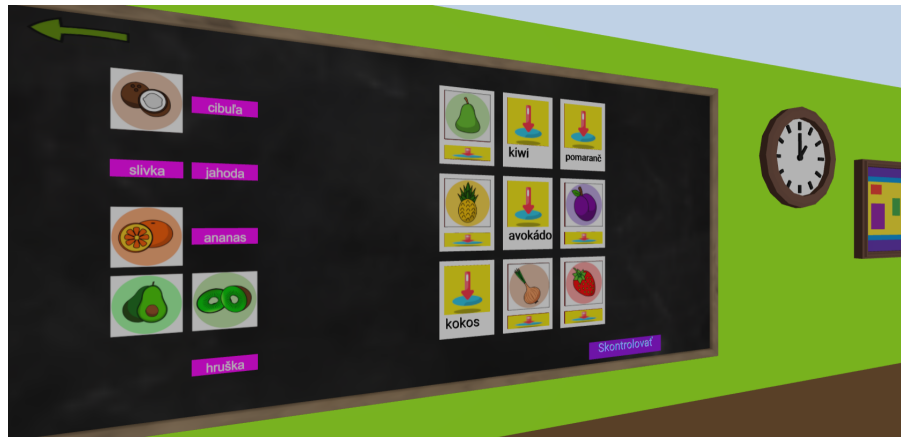 cibuľa
slivka
jahoda
ananas
hruška
kiwi
pomaranč
avokádo
kokos
Skontrolovať